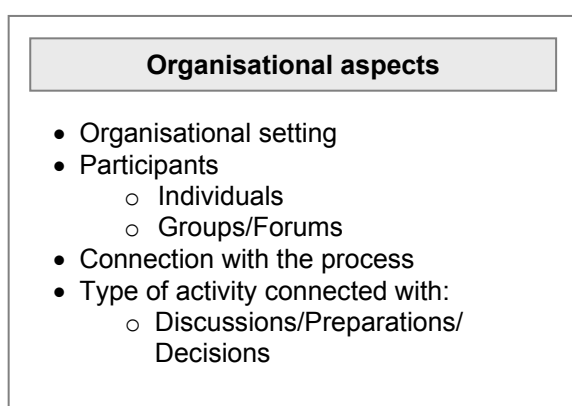 Organisational aspects
• Organisational setting
• Participants
o Individuals
o Groups/Forums
• Connection with the process
• Type of activity connected with:
o Discussions/Preparations/
Decisions